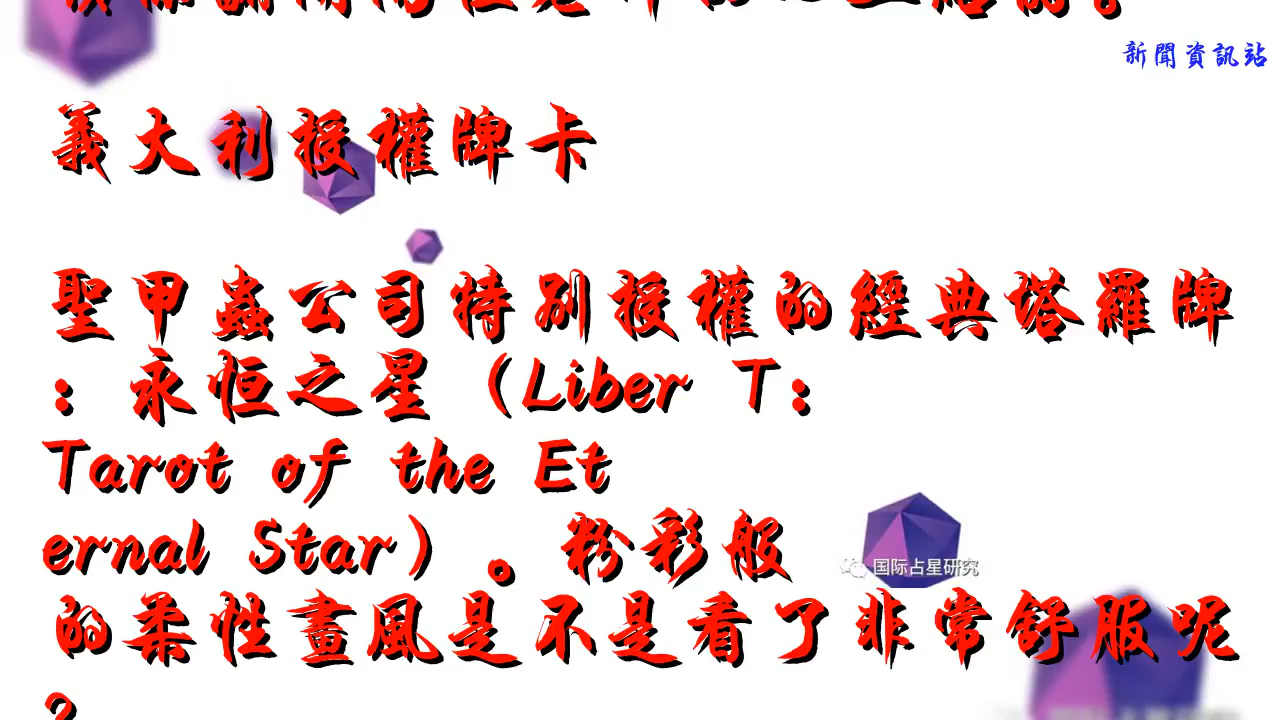 新聞資訊站
義大利授權牌卡
聖甲蟲公司特別授權的經典塔羅牌
：永恒之星（Liber T：
Tarot of the Et
ernal Star）。粉彩般
国际占星研究
的柔性畫風是不是看了非常舒服呢
？